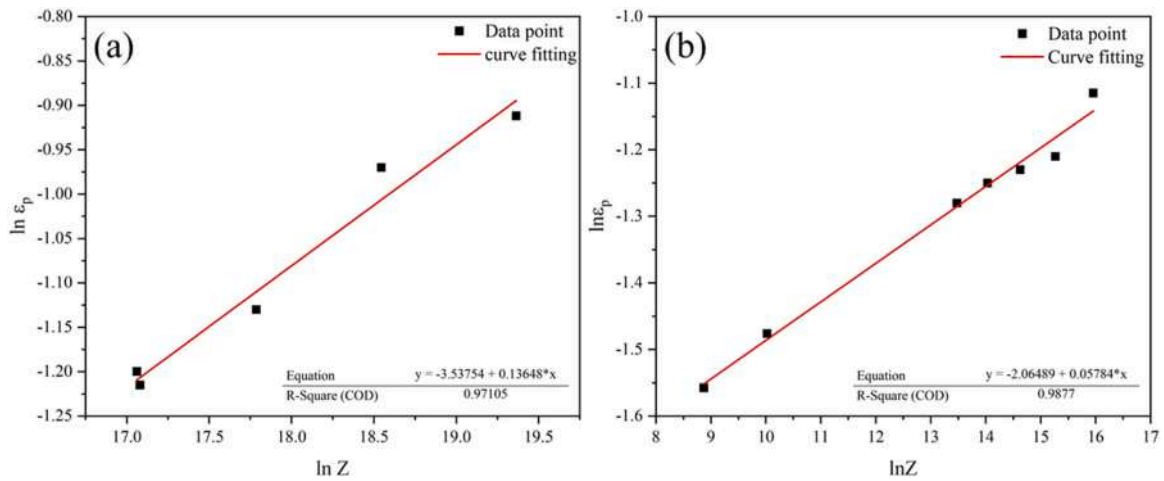 (a)
Data point
curve fitting
-0.80
-0.85
-0.90
-0.95
-1.00
-1.05
-1.10
-1.15
-1.20
-1.25
ln εp
Equation y = -3.53754 + 0.13648*x
R-Square (COD) 0.97105
17.0 17.5 18.0 18.5 19.0 19.5
ln Z
(b)
Data point
Curve fitting
-1.0
-1.1
-1.2
-1.3
-1.4
-1.5
-1.6
lnεp
Equation y = -2.06489 + 0.05784*x
R-Square (COD) 0.9877
8 9 10 11 12 13 14 15 16 17
lnZ